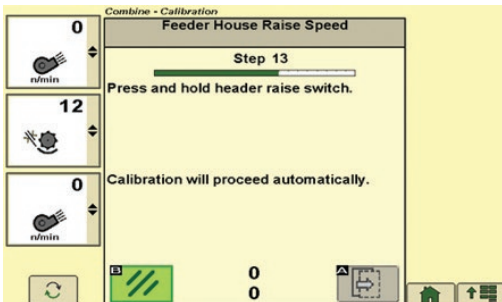 Combine - Calibration
Feeder House Raise Speed
0
n/min
12
0
n/min
Step 13
Press and hold header raise switch.
Calibration will proceed automatically.
B
0
0
A